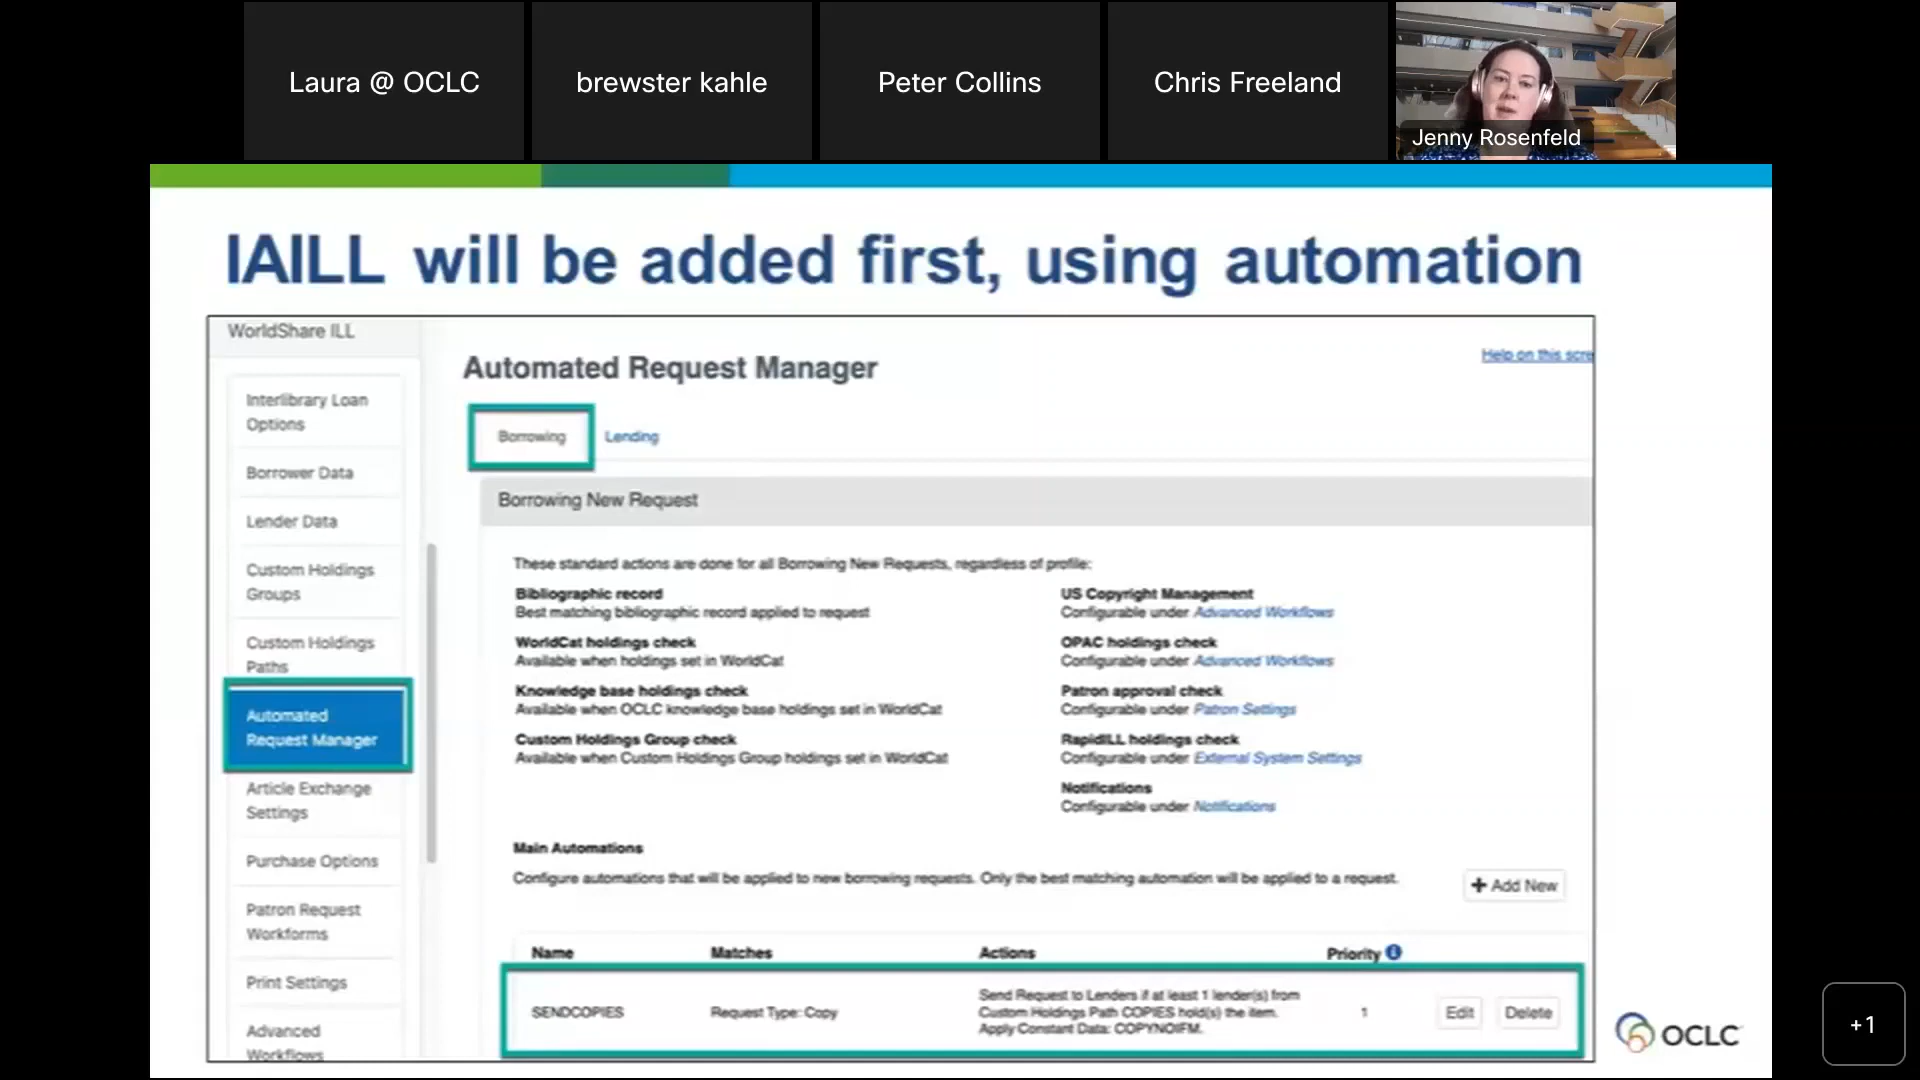 Laura @ OCLC
brewster kahle
Peter Collins
Chris Freeland
Jenny Rosenfeld
IAILL will be added first, using automation
WorldShare ILL
Interlibrary Loan
Options
Borrower Data
Lender Data
Custom Holdings
Groups
Custom Holdings
Paths
Automated
Request Manager
Article Exchange
Settings
Purchase Options
Patron Request
Workforms
Print Settings
Advanced
Workflows
Automated Request Manager
Help on this scre
Borrowing
Lending
Borrowing New Request
These standard actions are done for all Borrowing New Requests, regardless of profile:
Bibliographic record
Best matching bibliographic record applied to request
WorldCat holdings check
Available when holdings set in WorldCat
Knowledge base holdings check
Available when OCLC knowledge base holdings set in WorldCat
Custom Holdings Group check
Available when Custom Holdings Group holdings set in WorldCat
US Copyright Management
Configurable under Advanced Workflows
OPAC holdings check
Configurable under Advanced Workflows
Patron approval check
Configurable under Patron Settings
RapidILL holdings check
Configurable under External System Settings
Notifications
Configurable under Notifications
Main Automations
Configure automations that will be applied to new borrowing requests. Only the best matching automation will be applied to a request.
+ Add New
Name Matches Actions Priority
SENDCOPIES
Request Type: Copy
Send Request to Lenders if at least 1 lender(s) from
Custom Holdings Path COPIES hold(s) the item.
Apply Constant Data: COPYNOIFM.
1
Edit
Delete
OCLC
+1